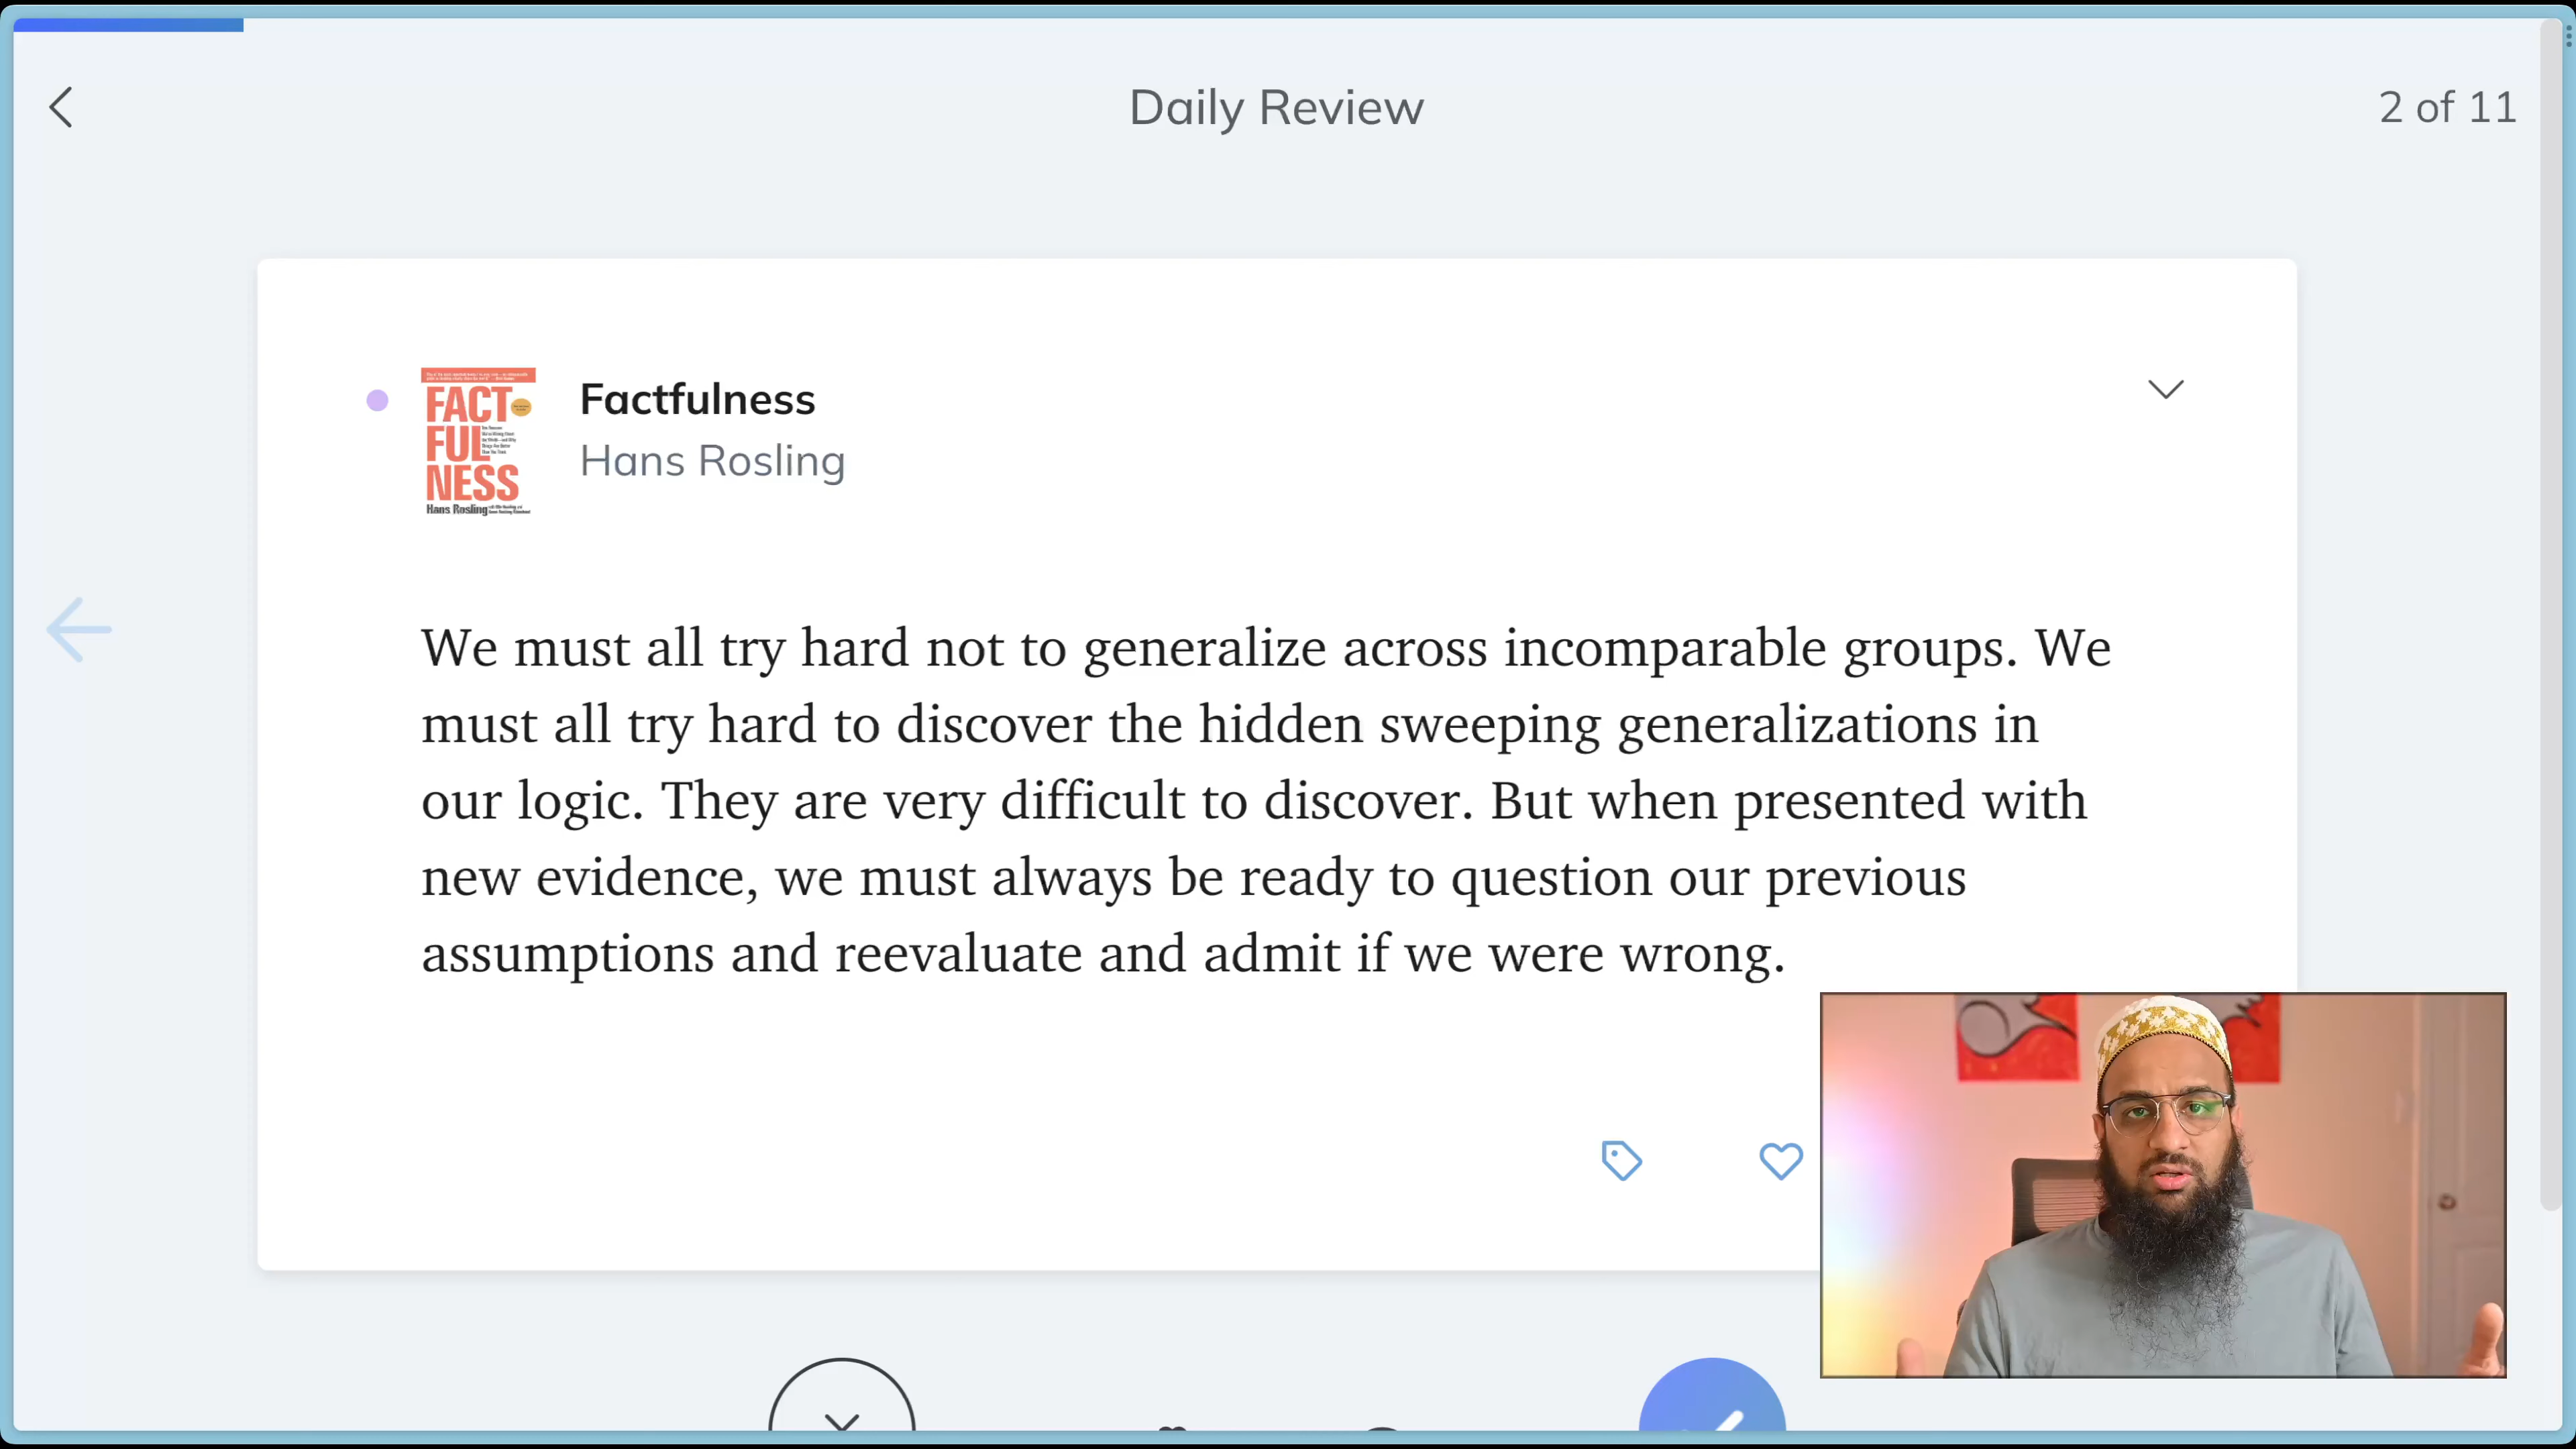 Daily Review
2 of 11
FACT
FUL
NESS
Hans Rosling
Factfulness
Hans Rosling
We must all try hard not to generalize across incomparable groups. We
must all try hard to discover the hidden sweeping generalizations in
our logic. They are very difficult to discover. But when presented with
new evidence, we must always be ready to question our previous
assumptions and reevaluate and admit if we were wrong.